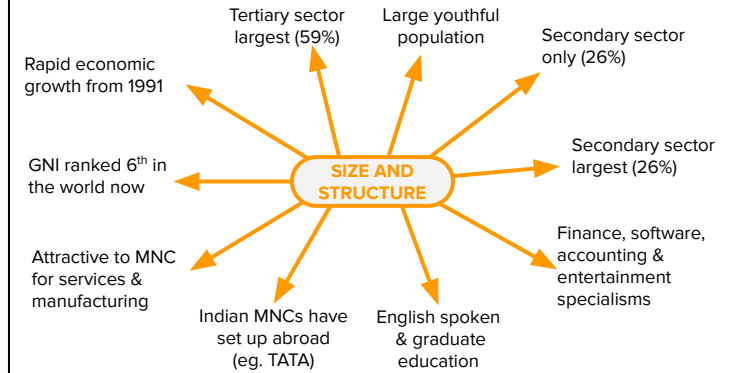 Tertiary sector
largest (59%)
Large youthful
population
Secondary sector
only (26%)
Rapid economic
growth from 1991
Secondary sector
largest (26%)
GNI ranked 6th in
the world now
SIZE AND
STRUCTURE
Finance, software,
accounting &
entertainment
specialisms
Attractive to MNC
for services &
manufacturing
Indian MNCs have
set up abroad
(eg. TATA)
English spoken
& graduate
education